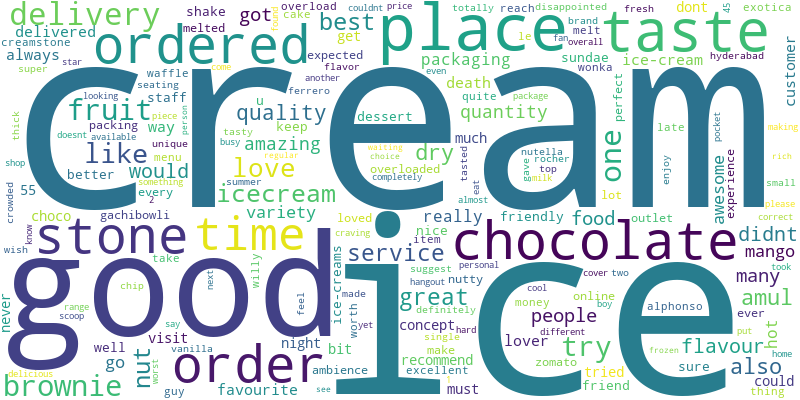 delivery
shake
got
cake
overload
best
place
couldnt
price
totally
reach
dont
disappointed
fresh
exotica
creamstone
delivered
melted
ordered
get
le
fan
brand
melt
45
taste
always
star
flavor
expected
packaging
overall
ice-cream
hyderabad
customer
super
waffle
seating
come
another
even
death
sundae
wonka
looking
staff
ferrero
quite
package
perfect
thick
fruit
piece
person
u
quality
dessert
quantity
late
pocket
making
packing
way
doesnt
available
tasty
keep
busy
waiting
choice
much
nutella
rocher
one
like
unique
amazing
dry
tasted
gave
top
enjoy
rich
shop
would
menu
love
regular
overloaded
completely
milk
small
better
something
summer
icecream
almost
eat
lot
awesome
experience
please
crowded
55
every
2
choco
gachibowli
variety
loved
craving
really
friendly
food
outlet
correct
cream
stone
time
ice-creams
nice
item
chocolate
didnt
know
wish
take
willy
service
suggest
personal
cover
two
mango
took
never
good
chip
next
feel
made
hangout
nutty
cool
boy
many
range
scoop
worth
yet
great
money
online
alphonso
amul
ice
definitely
say
night
concept
hard
people
different
ever
put
hot
well
visit
vanilla
bit
single
lover
try
flavour
nut
go
order
make
recommend
zomato
frozen
home
delicious
worst
ambience
excellent
tried
sure
also
brownie
guy
favourite
see
must
friend
could
thing
found